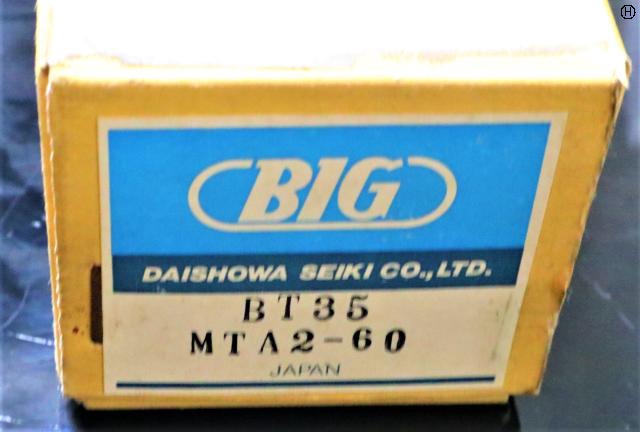 H
BIG
DAISHOWA SEIKI CO., LTD.
BT35
MTA2-60
JAPAN